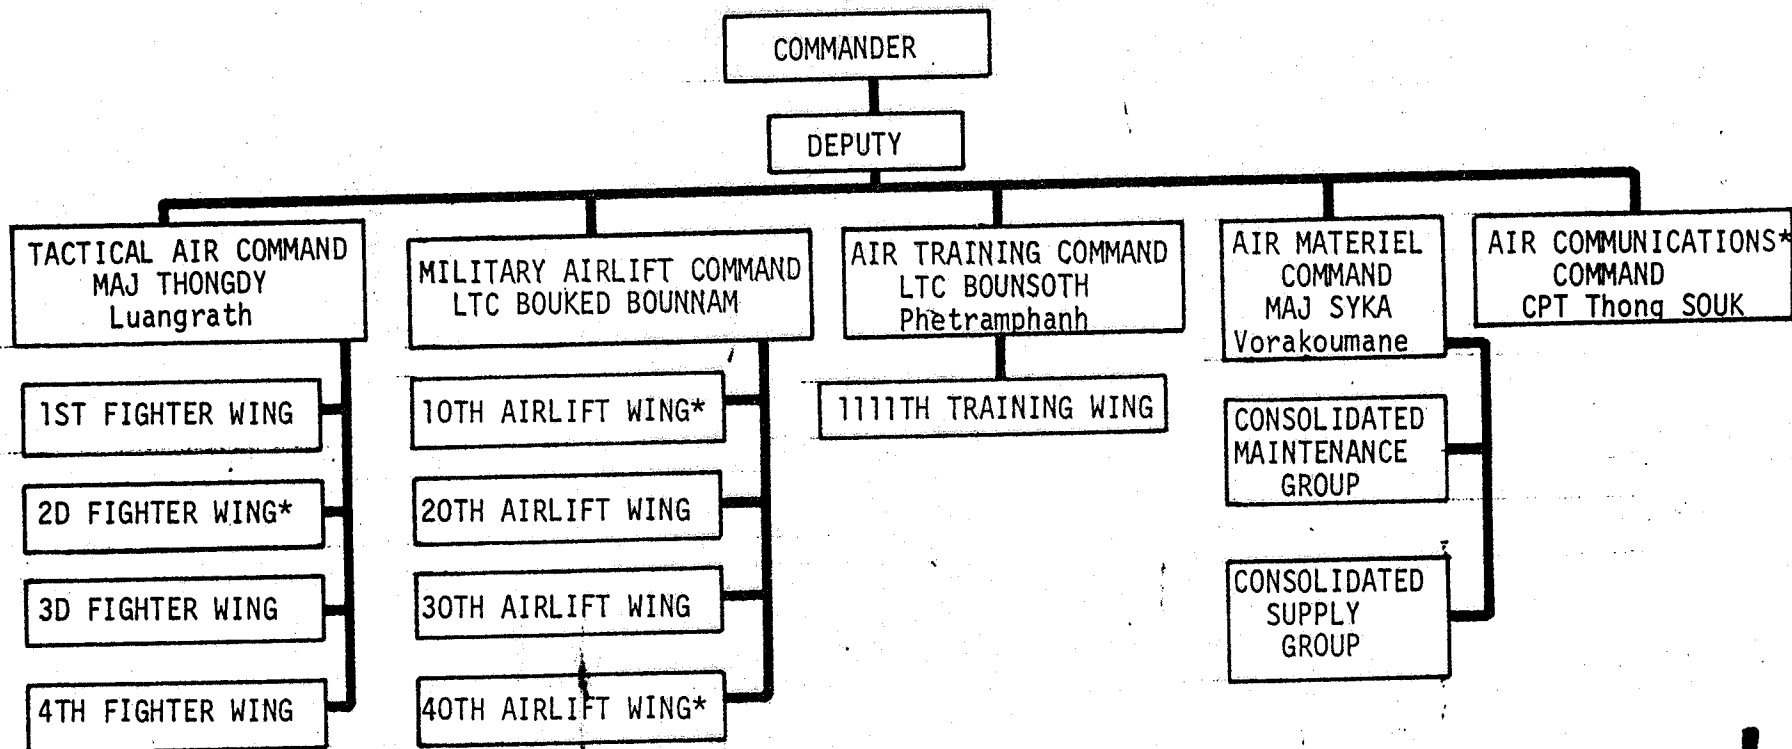 COMMANDER
DEPUTY
TACTICAL AIR COMMAND
MAJ THONGDY
Luangrath
MILITARY AIRLIFT COMMAND
LTC BOUKED BOUNNAM
AIR TRAINING COMMAND
LTC BOUNSOTH
Phetramphanh
AIR MATERIEL
COMMAND
MAJ SYKA
Vorakoumane
AIR COMMUNICATIONS*
COMMAND
CPT Thong SOUK
1ST FIGHTER WING
2D FIGHTER WING*
3D FIGHTER WING
4TH FIGHTER WING
10TH AIRLIFT WING*
20TH AIRLIFT WING
30TH AIRLIFT WING
40TH AIRLIFT WING*
1111TH TRAINING WING
CONSOLIDATED
MAINTENANCE
GROUP
CONSOLIDATED
SUPPLY
GROUP